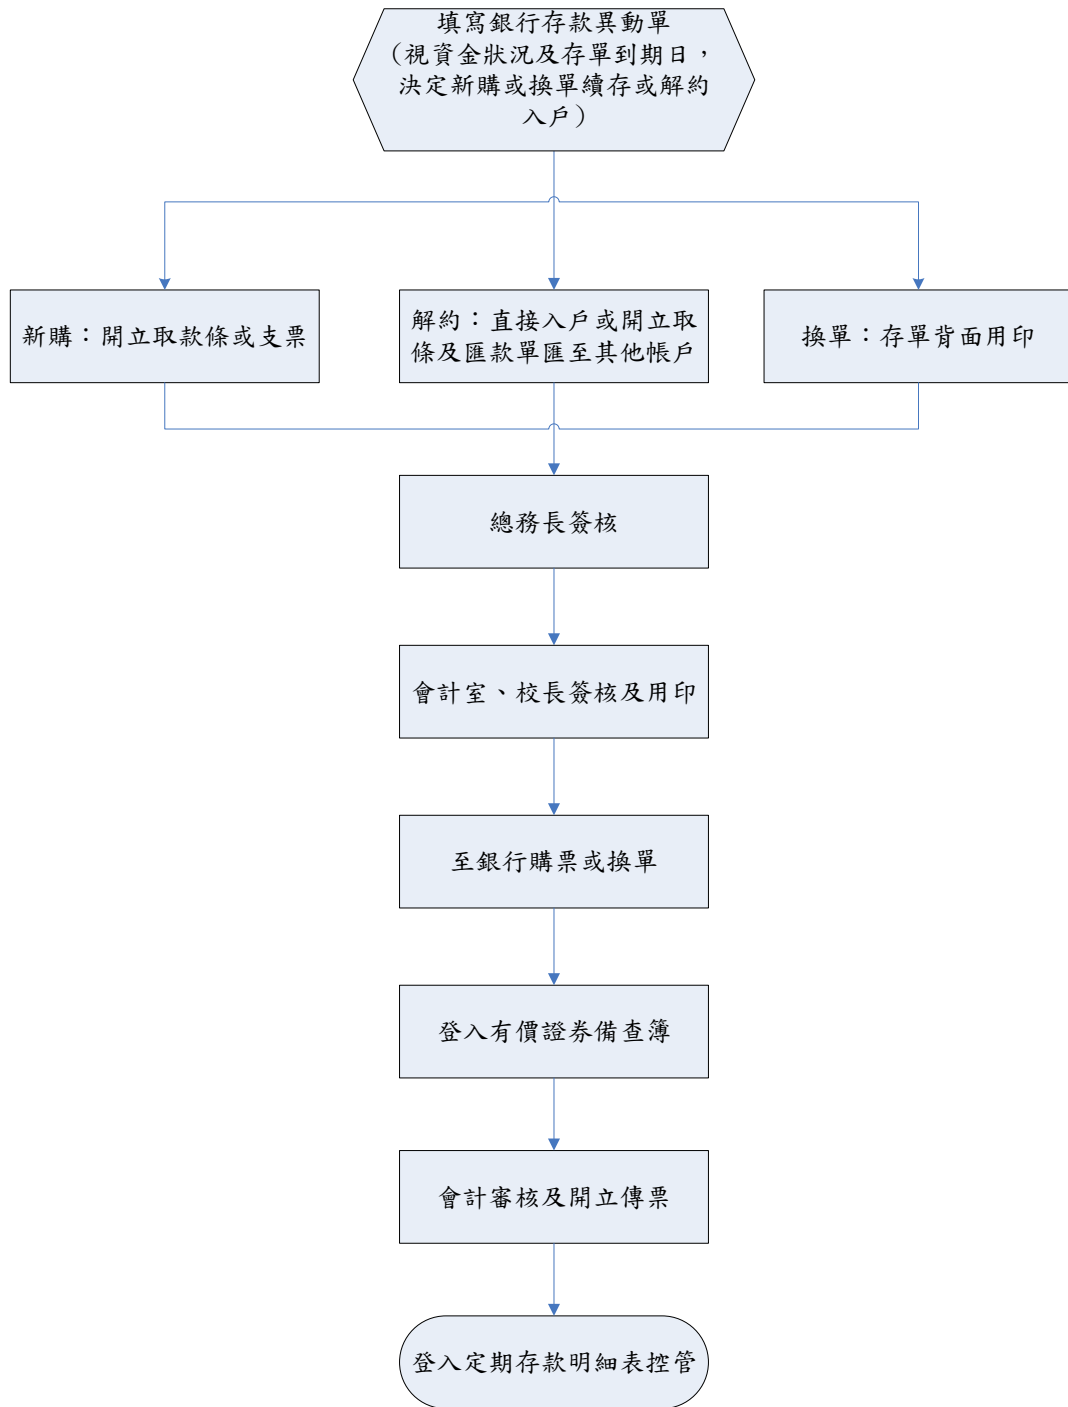 填寫銀行存款異動單
（視資金狀況及存單到期日，
決定新購或換單續存或解約
入戶）
新購：開立取款條或支票
解約：直接入戶或開立取
條及匯款單匯至其他帳戶
換單：存單背面用印
總務長簽核
會計室、校長簽核及用印
至銀行購票或換單
登入有價證券備查簿
會計審核及開立傳票
登入定期存款明細表控管